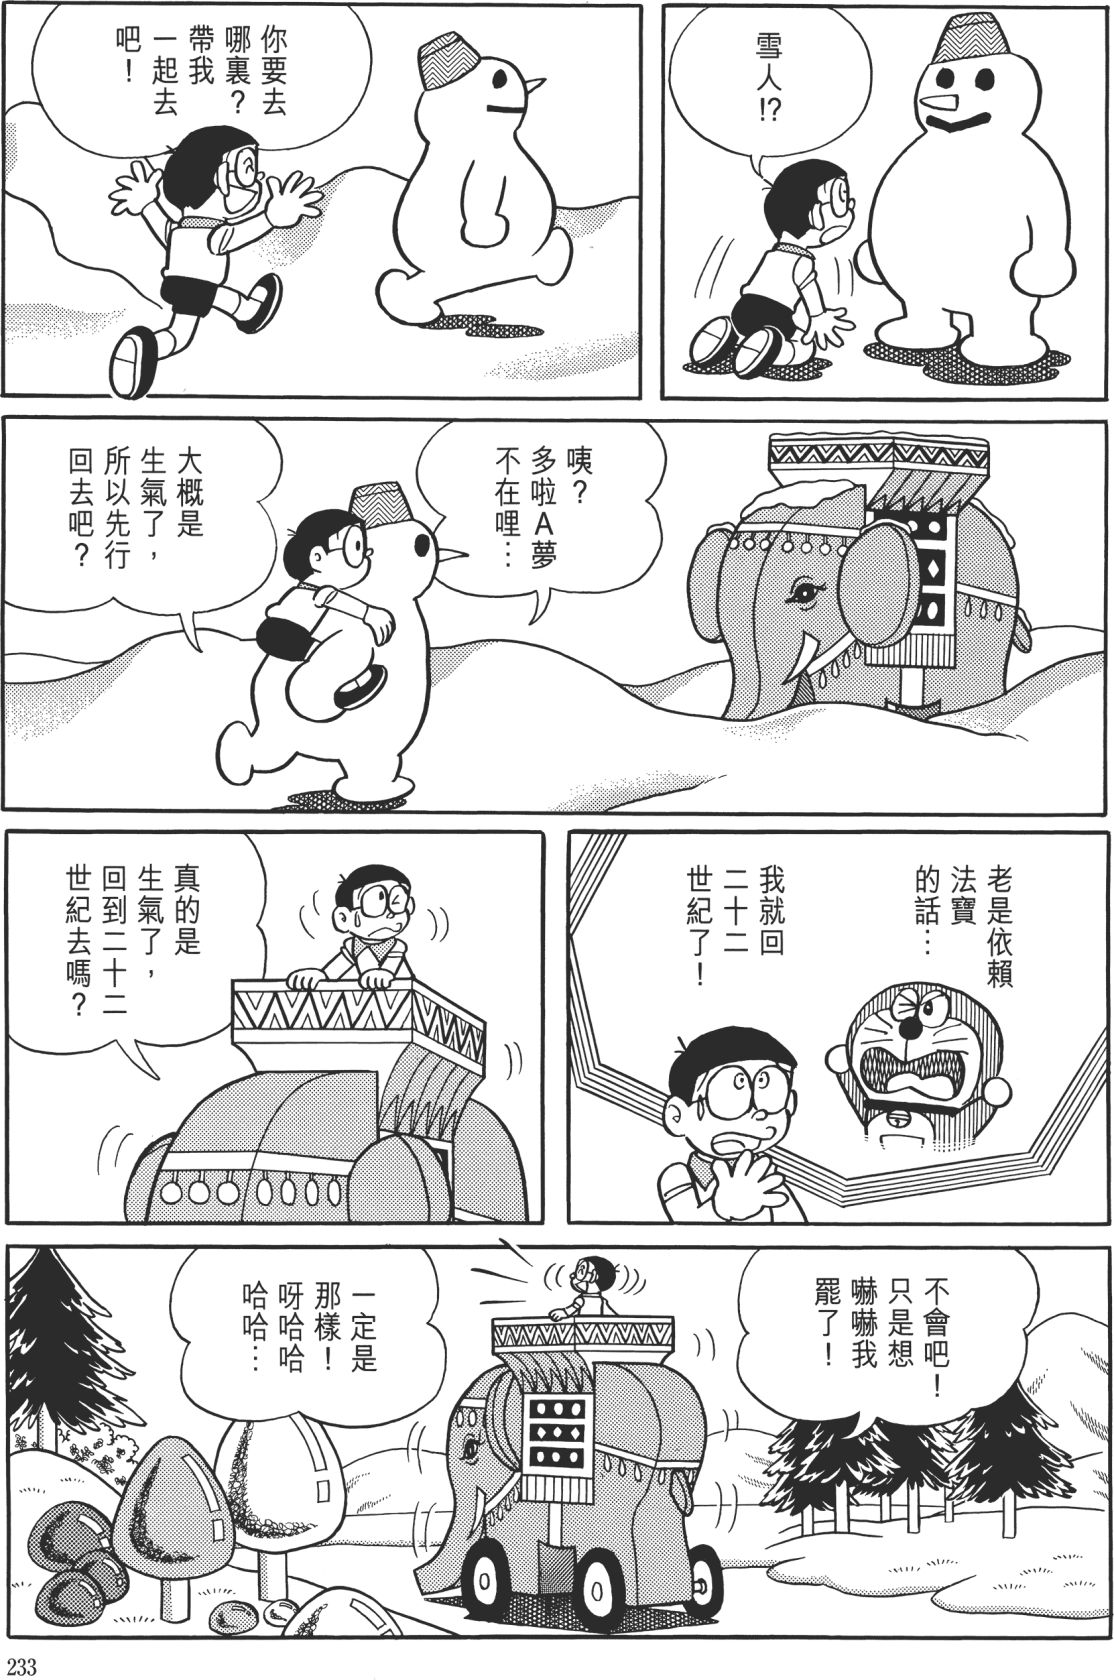 雪人!?
你要去
哪裏？
帶我
一起去
吧！
咦？
多啦A夢
不在哩…
大概是
生氣了，
所以先行
回去吧？
老是依賴
法寶
的話…
我就回
二十二
世紀了！
真的是
生氣了，
回到二十二
世紀去嗎？
不會吧！
只是想
嚇嚇我
罷了！
一定是
那樣！
呀哈哈
哈哈…
233